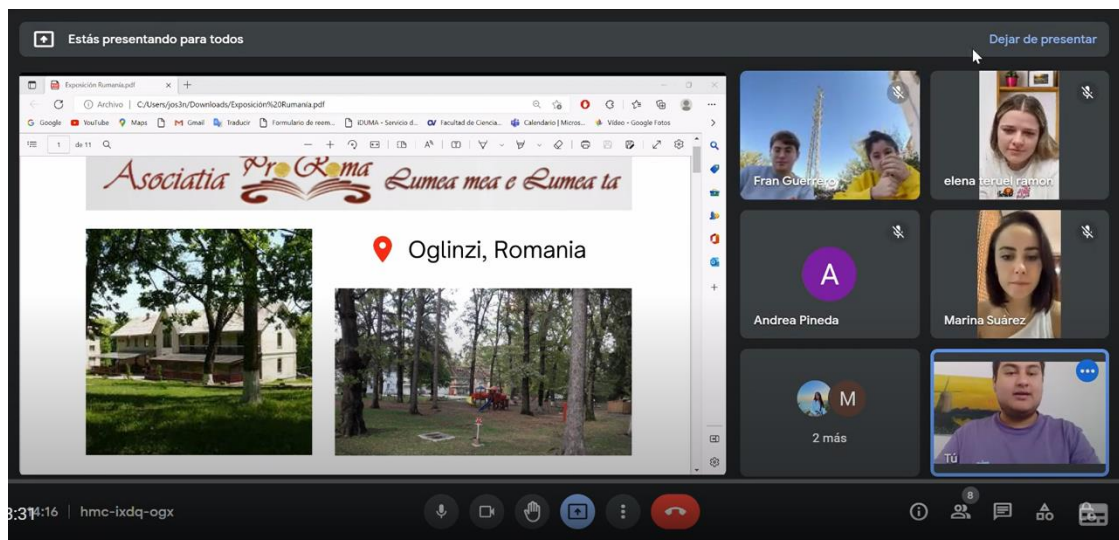 Estás presentando para todos
Dejar de presentar
Exposición Rumania.pdf
Archivo | C:/Users/jos3n/Downloads/Exposición%20Rumania.pdf
Google YouTube Maps Gmail Traducir Formulario de reem... iDUMA - Servicio d... Facultad de Ciencia... Calendario | Micros... Vídeo - Google Fotos
1 de 11
Asociatia ProRoma Lumea mea e Lumea ta
Oglinzi, Romania
Fran Guerrero
elena teruel ramon
A
Andrea Pineda
Marina Suárez
M
2 más
Tú
14:16 | hmc-ixdq-ogx
8